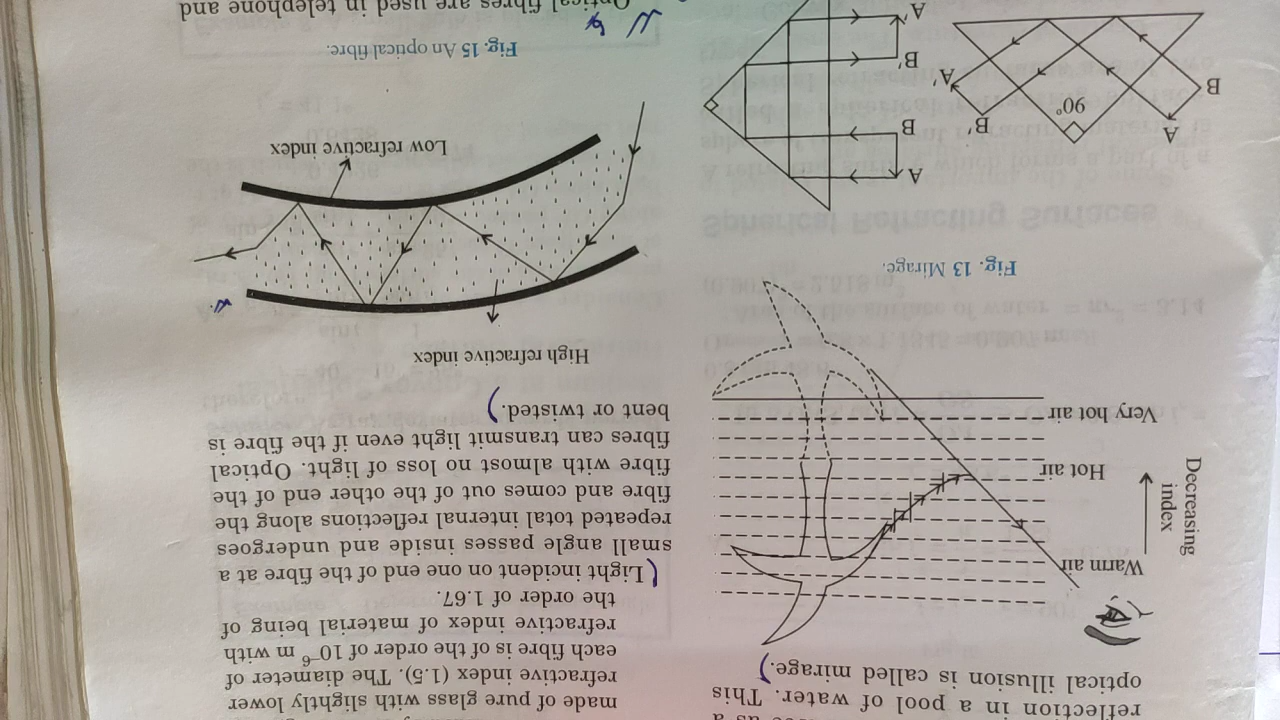 reflection in a pool of water. This
optical illusion is called mirage.)
Warm air
Decreasing
index
Hot air
Very hot air
Fig. 13 Mirage.
A
B
90°
B'
A'
A
B
B'
A'
made of pure glass with slightly lower
refractive index (1.5). The diameter of
each fibre is of the order of 10⁻⁶ m with
refractive index of material being of
the order of 1.67.
(Light incident on one end of the fibre at a
small angle passes inside and undergoes
repeated total internal reflections along the
fibre and comes out of the other end of the
fibre with almost no loss of light. Optical
fibres can transmit light even if the fibre is
bent or twisted.)
High refractive index
Low refractive index
Fig. 15 An optical fibre.
Optical fibres are used in telephone and